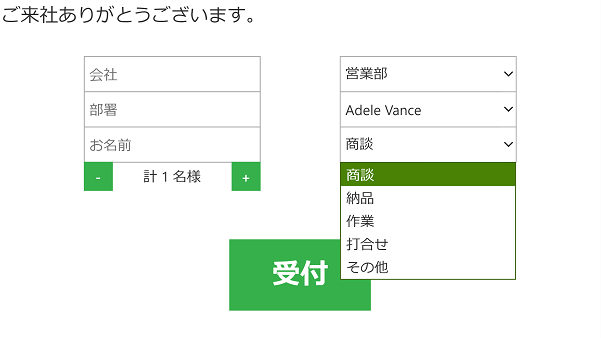 ご来社ありがとうございます。
会社
部署
お名前
- 計 1 名様 +
営業部
Adele Vance
商談
商談
納品
作業
打合せ
その他
受付